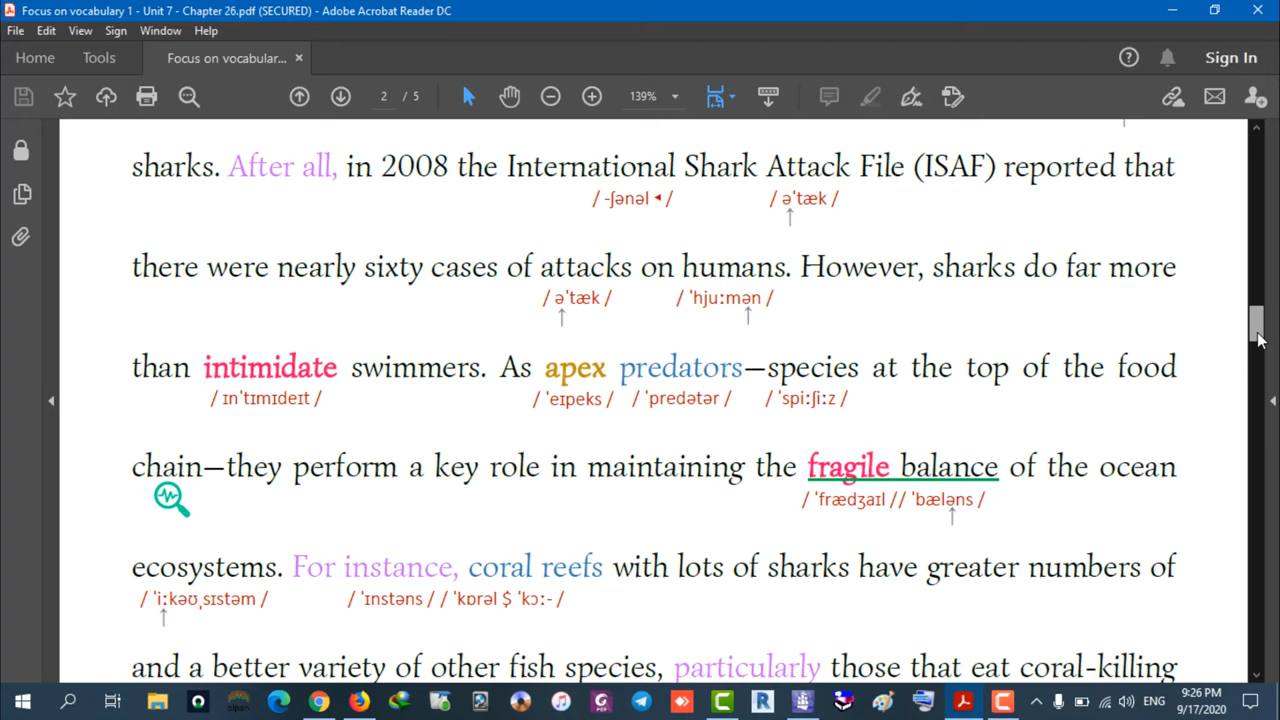 Focus on vocabulary 1 - Unit 7 - Chapter 26.pdf (SECURED) - Adobe Acrobat Reader DC
File Edit View Sign Window Help
Home Tools Focus on vocabular... × Sign In
2 / 5 139%
sharks. After all, in 2008 the International Shark Attack File (ISAF) reported that
/ -ʃənəl ◂ / / əˈtæk /
there were nearly sixty cases of attacks on humans. However, sharks do far more
/ əˈtæk / / ˈhjuːmən /
than intimidate swimmers. As apex predators—species at the top of the food
/ ɪnˈtɪmɪdeɪt / / ˈeɪpeks / / ˈpredətər / / ˈspiːʃiːz /
chain—they perform a key role in maintaining the fragile balance of the ocean
/ ˈfrædʒaɪl / / ˈbæləns /
ecosystems. For instance, coral reefs with lots of sharks have greater numbers of
/ ˈiːkəʊˌsɪstəm / / ˈɪnstəns / / ˈkɒrəl $ ˈkɔː- /
and a better variety of other fish species, particularly those that eat coral-killing
ENG 9:26 PM
9/17/2020